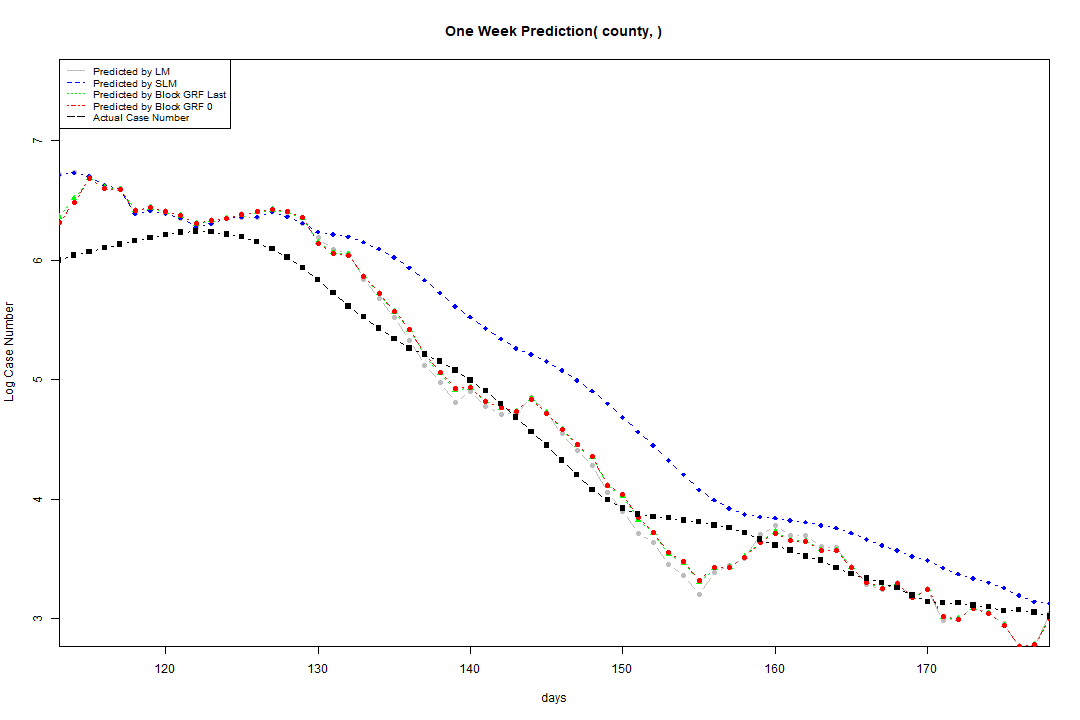 One Week Prediction( county, )
Predicted by LM
Predicted by SLM
Predicted by Block GRF Last
Predicted by Block GRF 0
Actual Case Number
7
6
5
4
3
Log Case Number
120 130 140 150 160 170
days